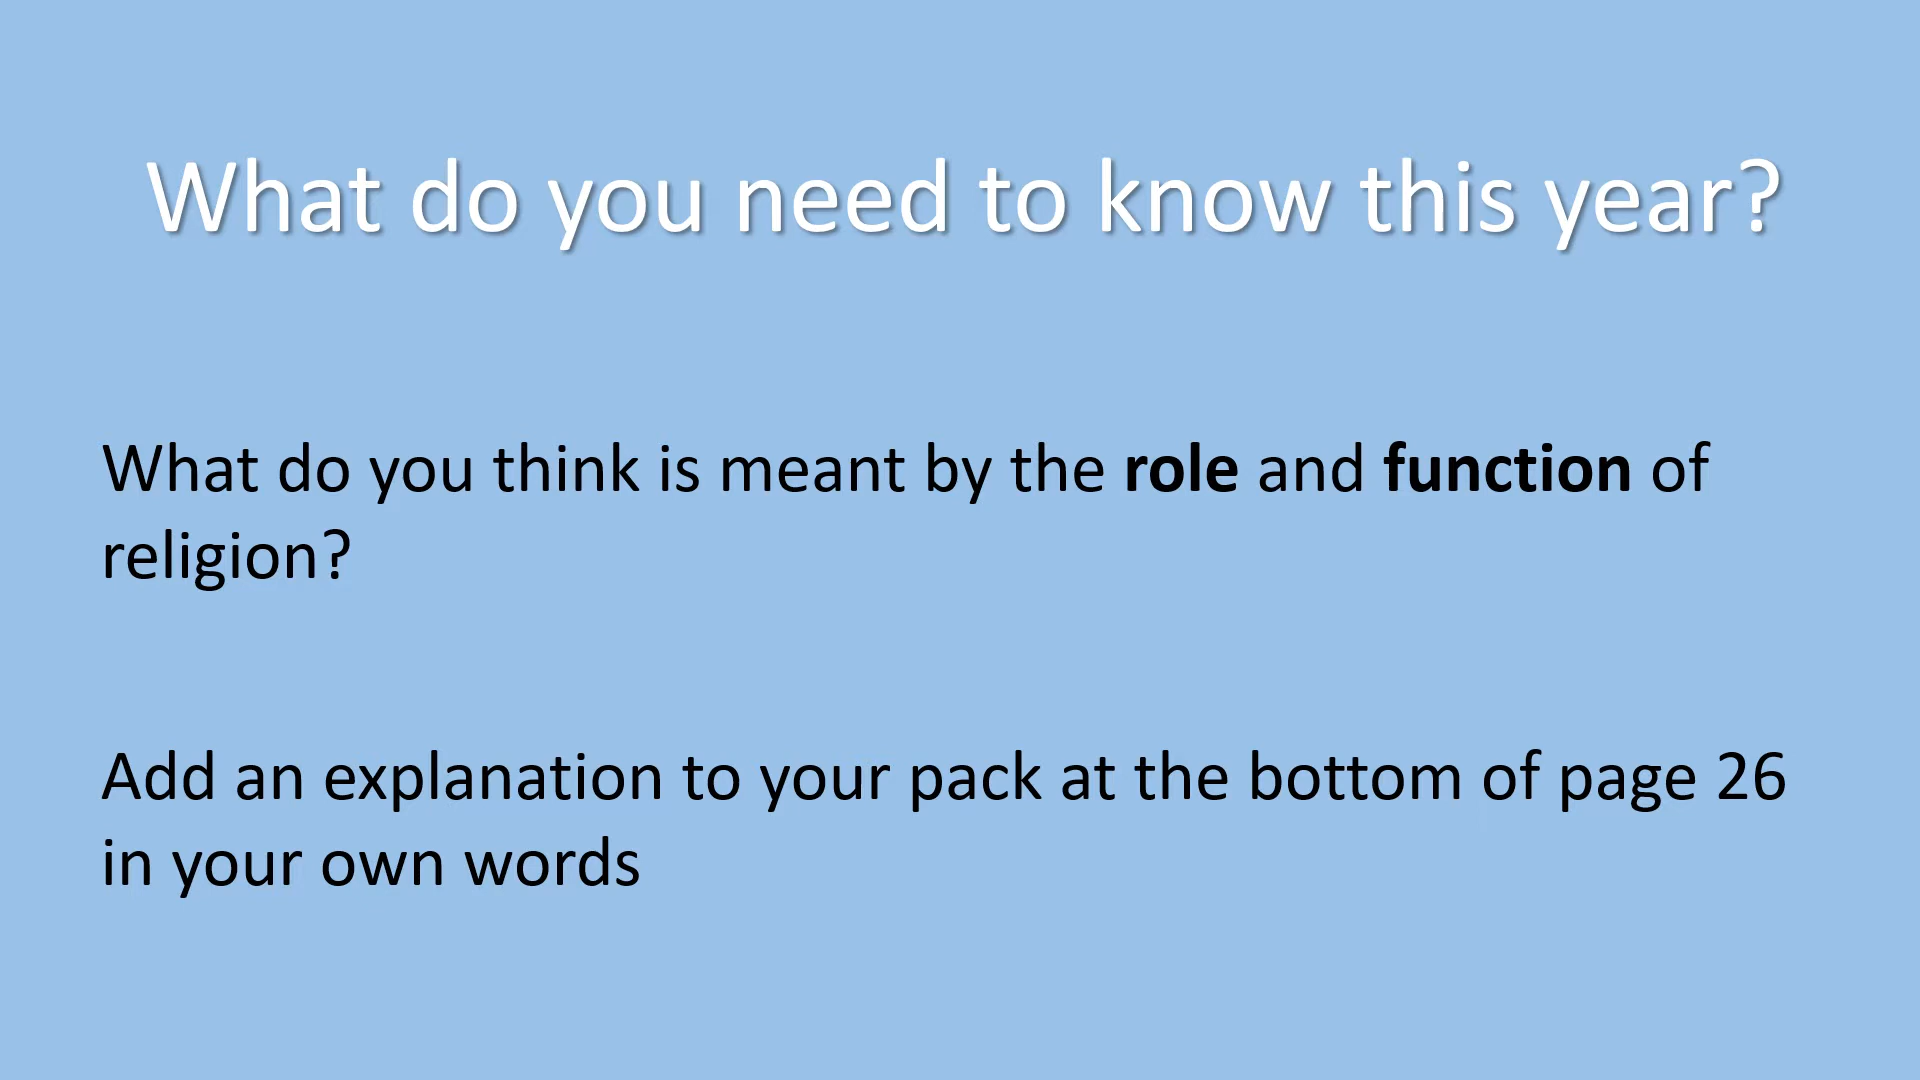 What do you need to know this year?
What do you think is meant by the role and function of
religion?
Add an explanation to your pack at the bottom of page 26
in your own words